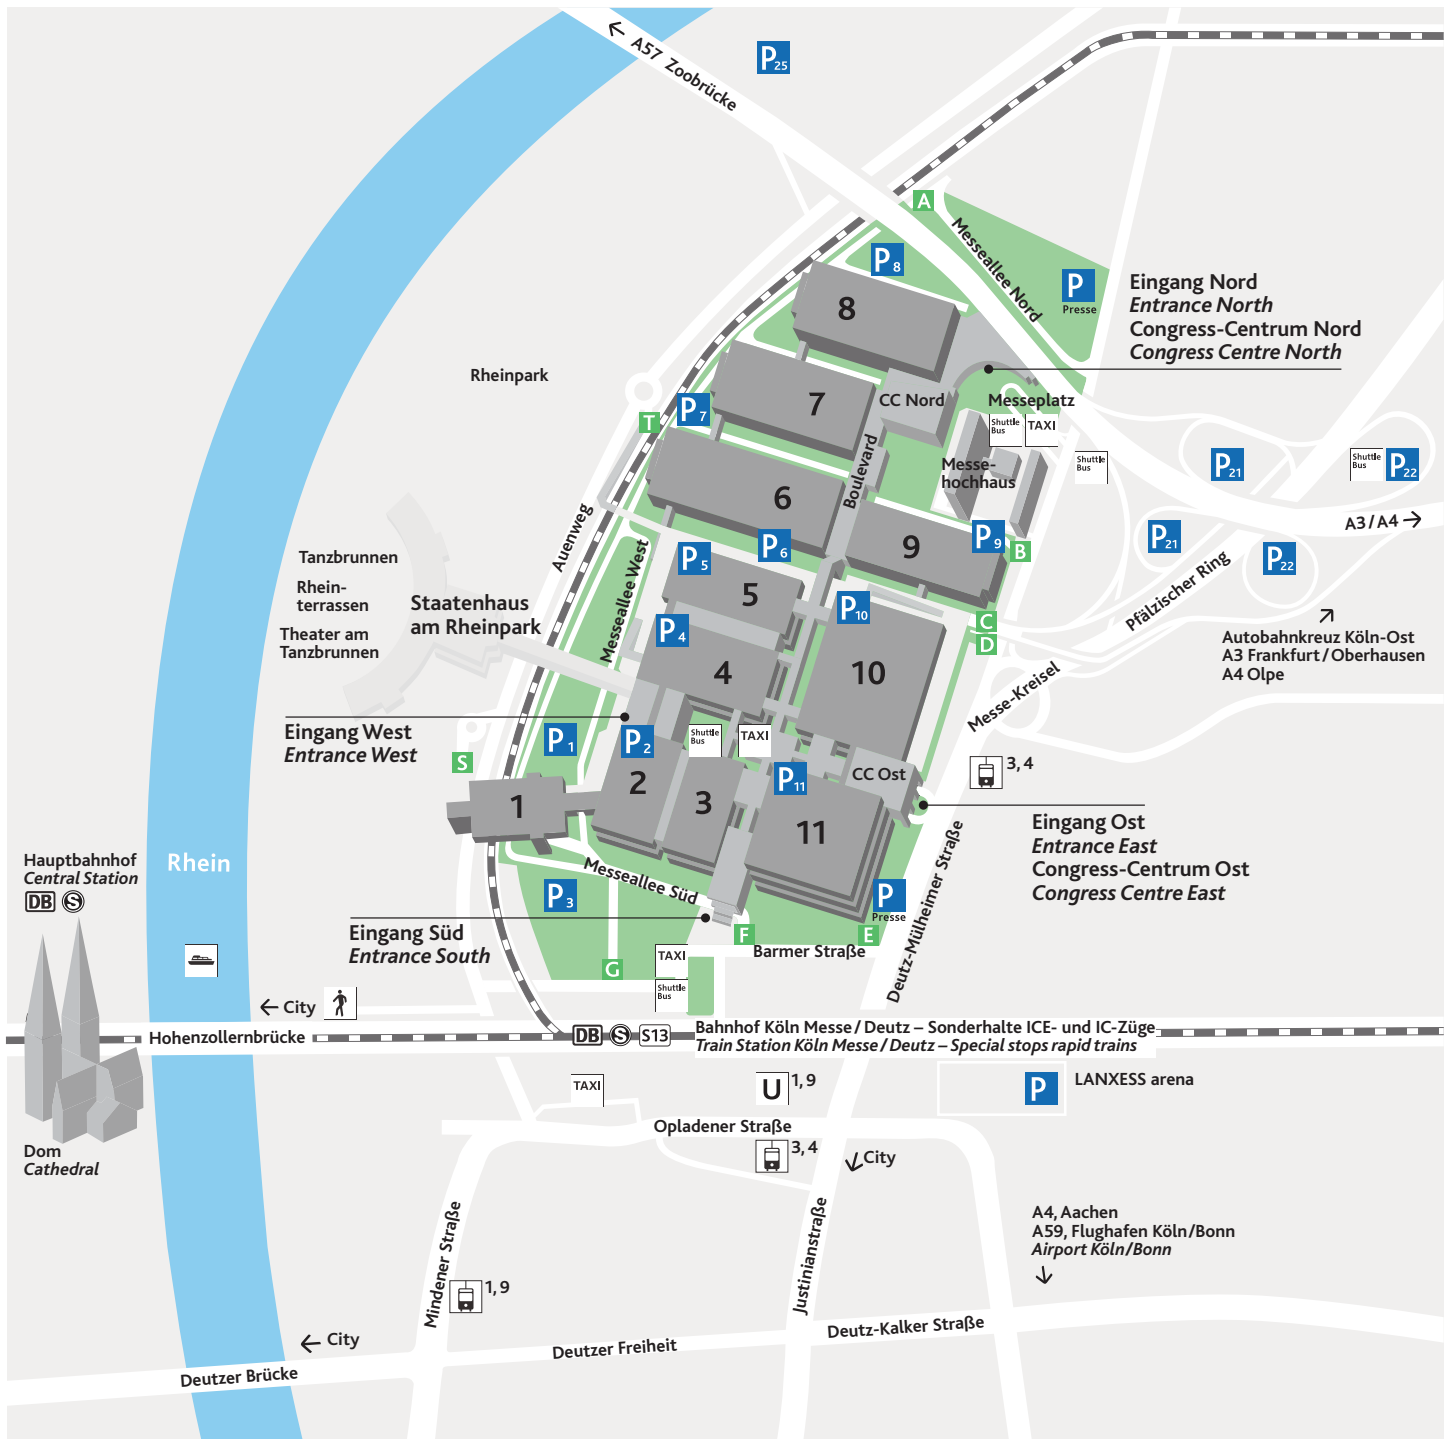 A57 Zoobrücke
P25
A
Messeallee Nord
P8
P
Presse
8
Eingang Nord
Entrance North
Congress-Centrum Nord
Congress Centre North
Rheinpark
P7
T
7
CC Nord
Messeplatz
Shuttle
Bus
TAXI
Shuttle
Bus
Boulevard
Messe-
hochhaus
P21
Shuttle
Bus
P22
6
P6
P9
9
B
P21
A3/A4
P22
Auenweg
Messeallee West
P5
5
Tanzbrunnen
Rhein-
terrassen
Theater am
Tanzbrunnen
Staatenhaus
am Rheinpark
P10
C
D
Pfälzischer Ring
Autobahnkreuz Köln-Ost
A3 Frankfurt/Oberhausen
A4 Olpe
P4
4
10
Messe-Kreisel
Eingang West
Entrance West
P1
P2
Shuttle
Bus
TAXI
S
P11
CC Ost
3, 4
1
2
3
11
Eingang Ost
Entrance East
Congress-Centrum Ost
Congress Centre East
Hauptbahnhof
Central Station
DB S
Rhein
Messeallee Süd
P3
P
Presse
Deutz-Mülheimer Straße
Eingang Süd
Entrance South
F
E
Barmer Straße
G
TAXI
Shuttle
Bus
City
Hohenzollernbrücke
DB S S13
Bahnhof Köln Messe/Deutz – Sonderhalte ICE- und IC-Züge
Train Station Köln Messe/Deutz – Special stops rapid trains
TAXI
U 1, 9
P
LANXESS arena
Opladener Straße
3, 4
City
Dom
Cathedral
Mindener Straße
Justinianstraße
A4, Aachen
A59, Flughafen Köln/Bonn
Airport Köln/Bonn
1, 9
City
Deutz-Kalker Straße
Deutzer Freiheit
Deutzer Brücke